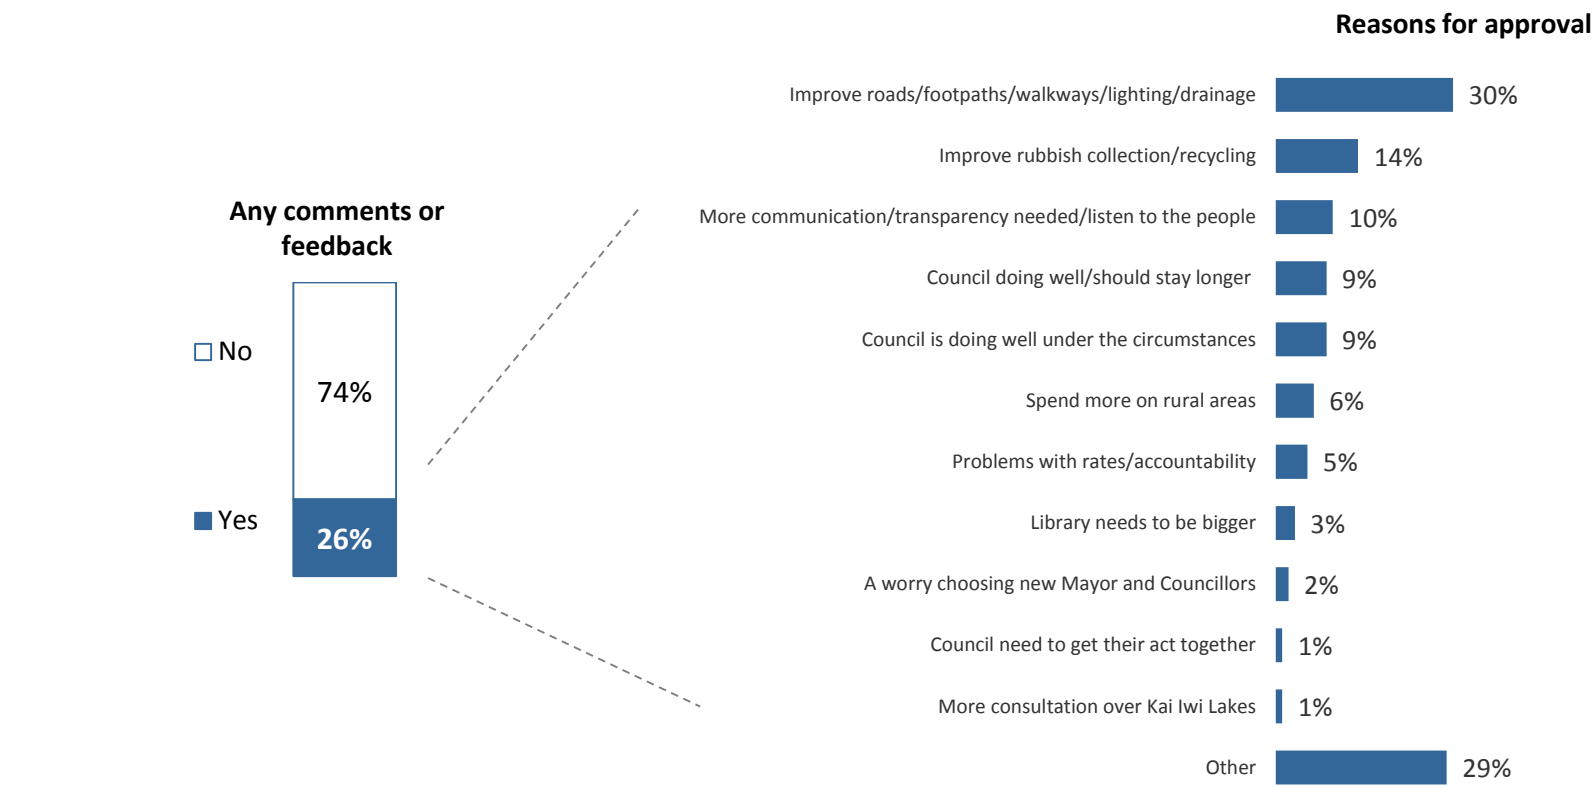 Reasons for approval
Any comments or
feedback
No
74%
Yes
26%
Improve roads/footpaths/walkways/lighting/drainage 30%
Improve rubbish collection/recycling 14%
More communication/transparency needed/listen to the people 10%
Council doing well/should stay longer 9%
Council is doing well under the circumstances 9%
Spend more on rural areas 6%
Problems with rates/accountability 5%
Library needs to be bigger 3%
A worry choosing new Mayor and Councillors 2%
Council need to get their act together 1%
More consultation over Kai Iwi Lakes 1%
Other 29%